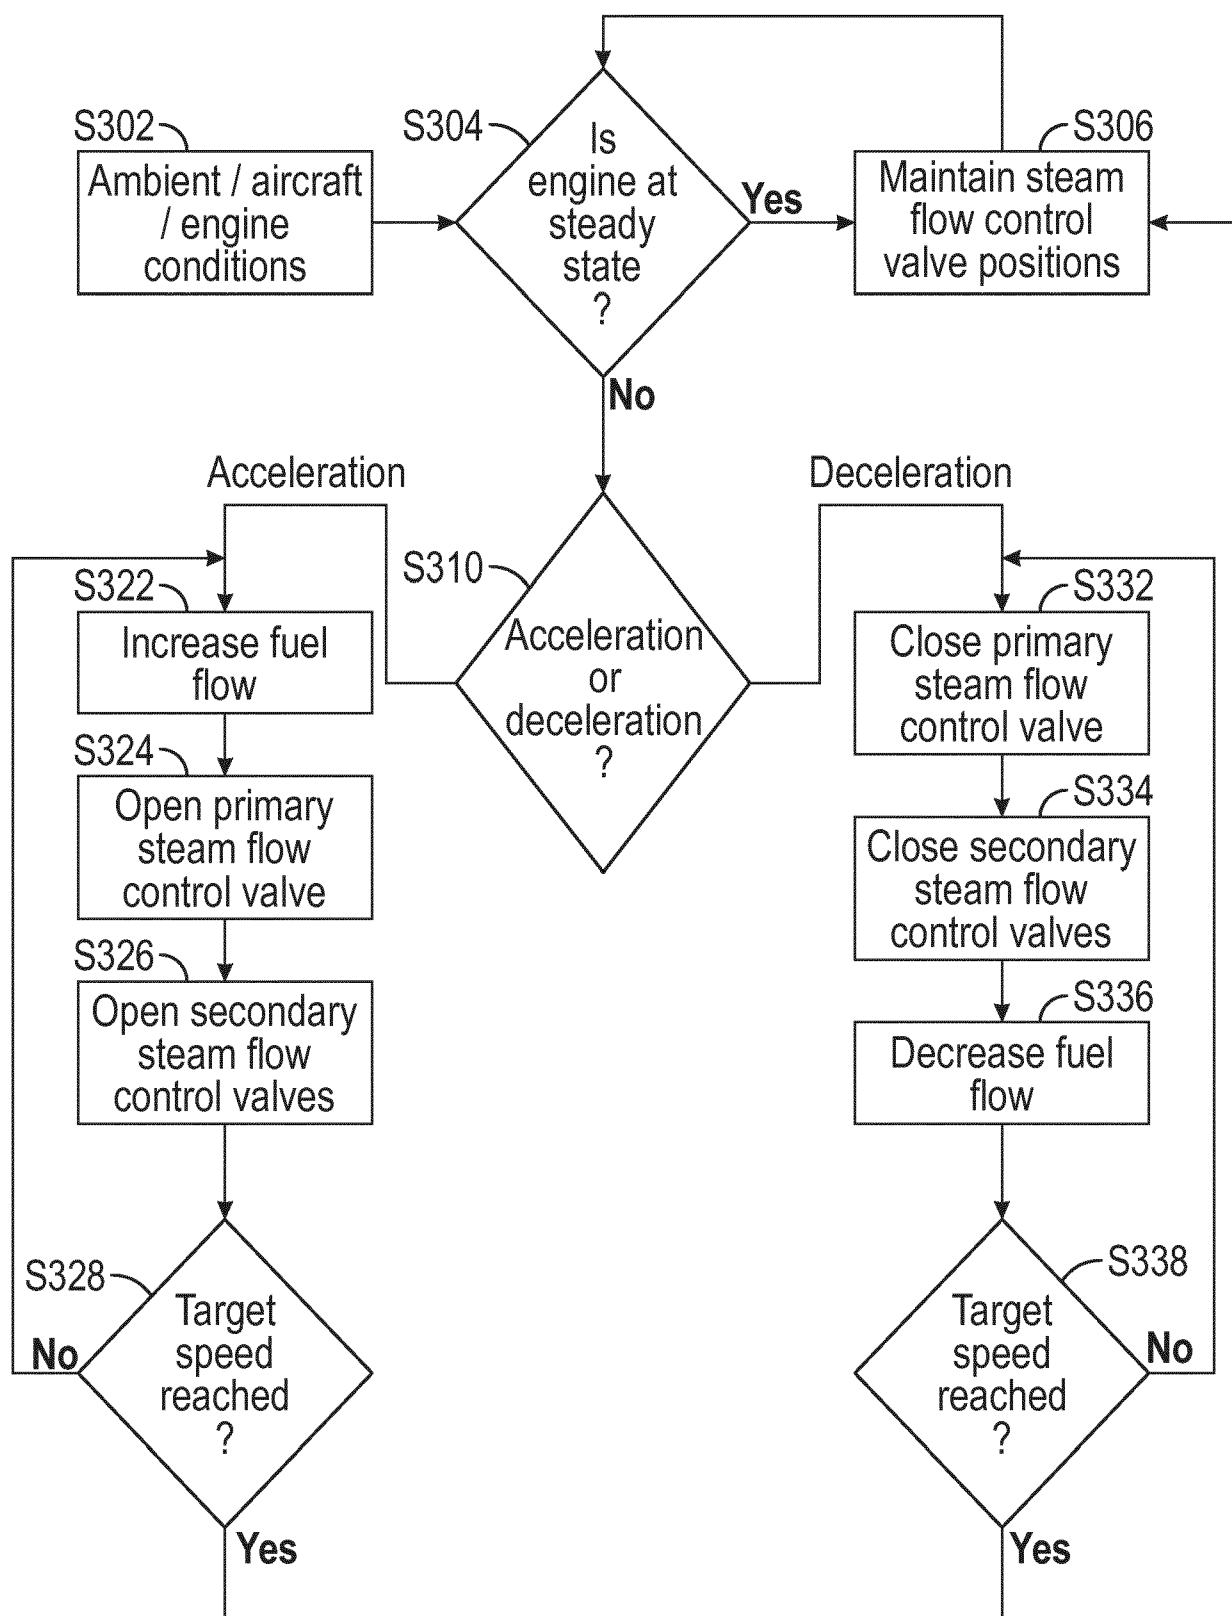 S302
Ambient / aircraft
/ engine
conditions
S304
Is
engine at
steady
state
?
Yes
S306
Maintain steam
flow control
valve positions
No
Acceleration
Deceleration
S310
Acceleration
or
deceleration
?
S322
Increase fuel
flow
S324
Open primary
steam flow
control valve
S326
Open secondary
steam flow
control valves
S328
Target
speed
reached
?
No
Yes
S332
Close primary
steam flow
control valve
S334
Close secondary
steam flow
control valves
S336
Decrease fuel
flow
S338
Target
speed
reached
?
No
Yes